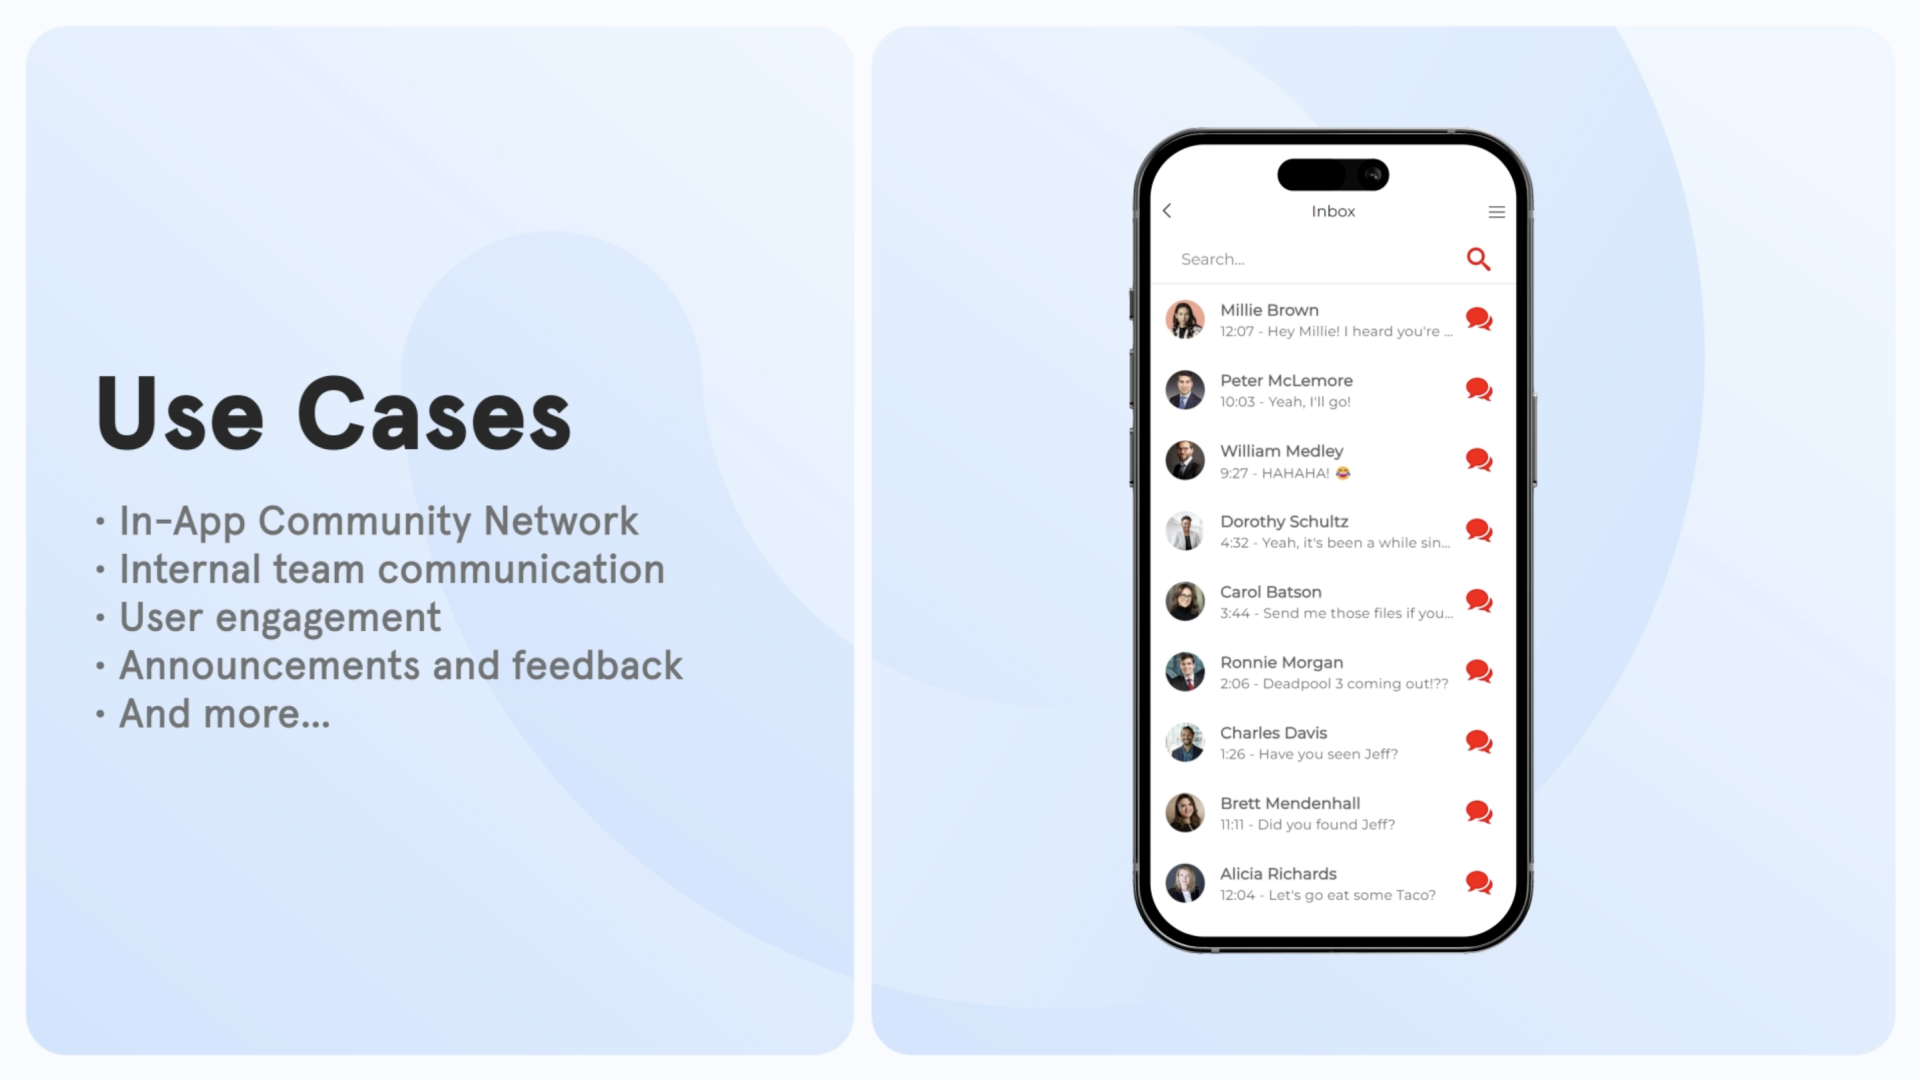 Use Cases
• In-App Community Network
• Internal team communication
• User engagement
• Announcements and feedback
• And more...
Inbox
Search...
Millie Brown
12:07 - Hey Millie! I heard you're ...
Peter McLemore
10:03 - Yeah, I'll go!
William Medley
9:27 - HAHAHA! 😂
Dorothy Schultz
4:32 - Yeah, it's been a while sin...
Carol Batson
3:44 - Send me those files if you...
Ronnie Morgan
2:06 - Deadpool 3 coming out!??
Charles Davis
1:26 - Have you seen Jeff?
Brett Mendenhall
11:11 - Did you found Jeff?
Alicia Richards
12:04 - Let's go eat some Taco?